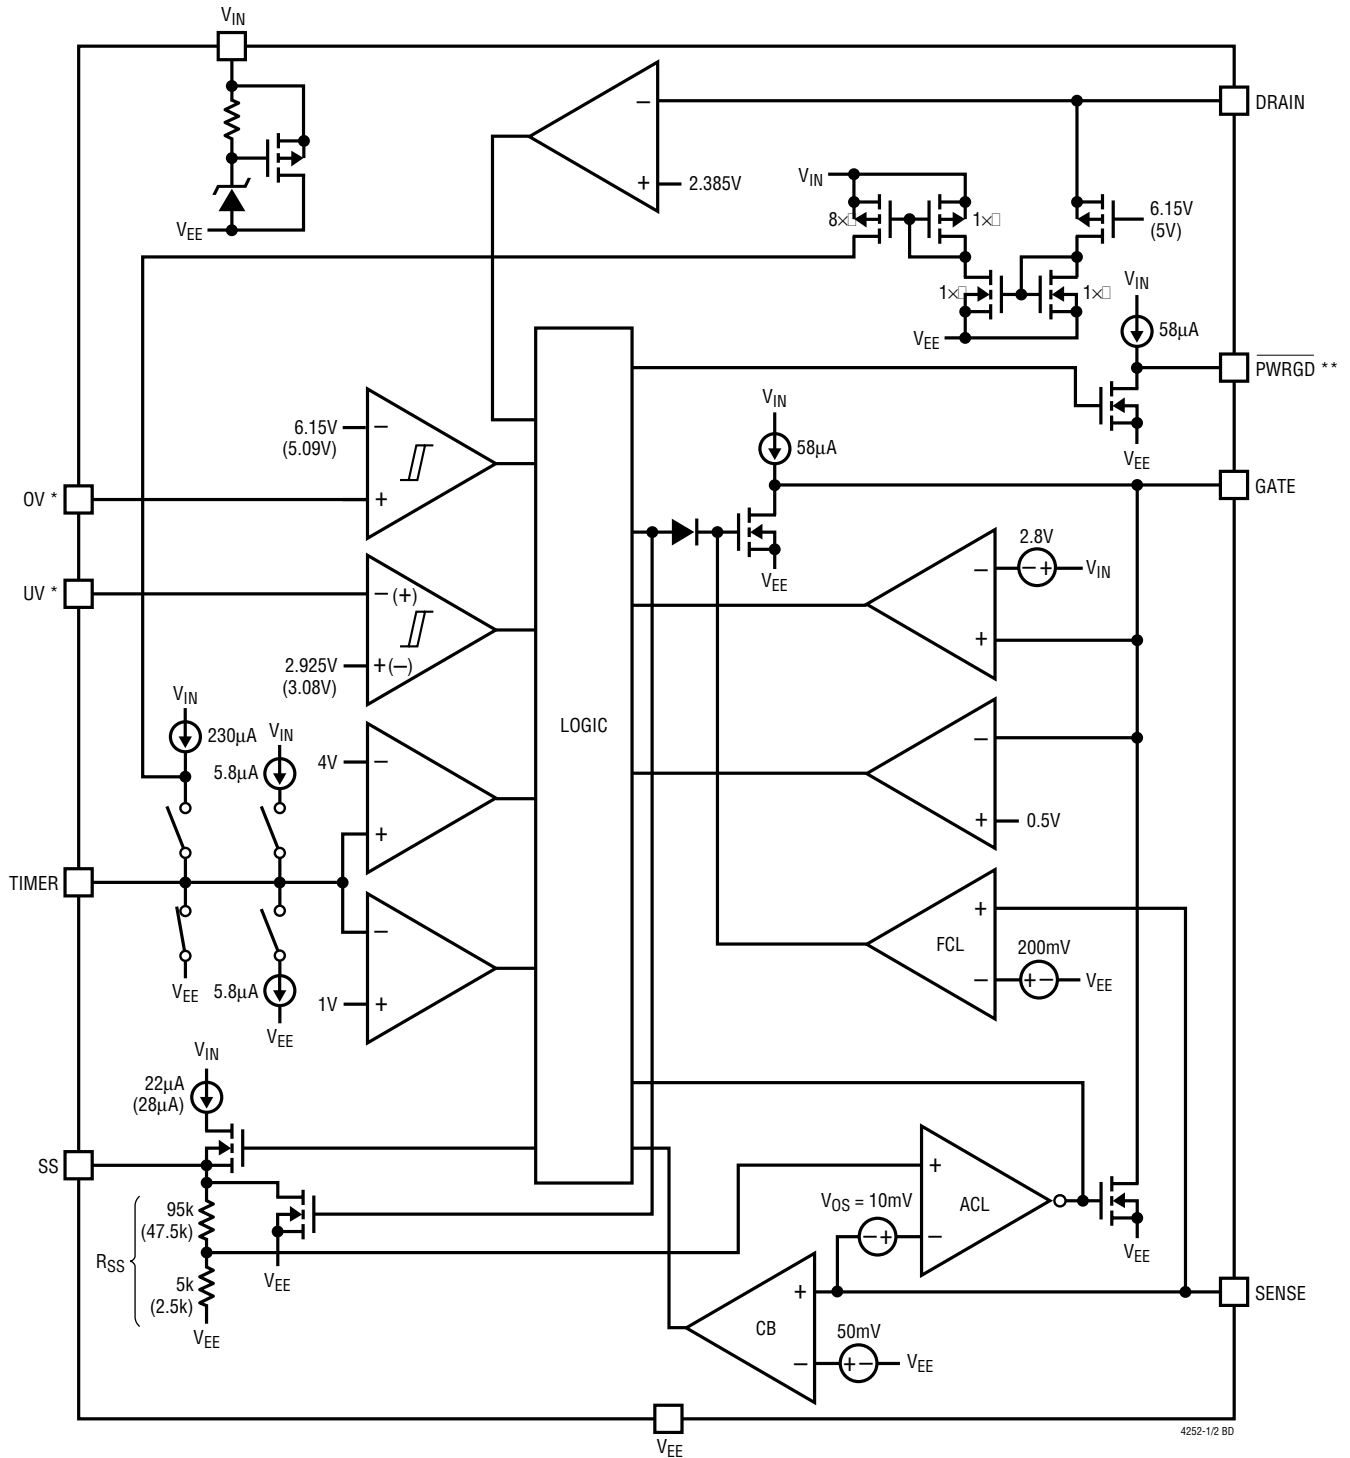 VIN
DRAIN
2.385V
VIN
8×□
1×□
6.15V
(5V)
VEE
1×□
1×□
VIN
VEE
58µA
PWRGD **
VIN
6.15V
(5.09V)
58µA
VEE
OV *
GATE
2.8V
VIN
VEE
UV *
(+)
2.925V
(3.08V)
(–)
VIN
LOGIC
230µA
VIN
4V
5.8µA
0.5V
TIMER
FCL
200mV
VEE
VEE
5.8µA
1V
VEE
VIN
22µA
(28µA)
SS
95k
(47.5k)
VOS = 10mV
ACL
RSS
VEE
VEE
5k
(2.5k)
SENSE
VEE
CB
50mV
VEE
4252-1/2 BD
VEE